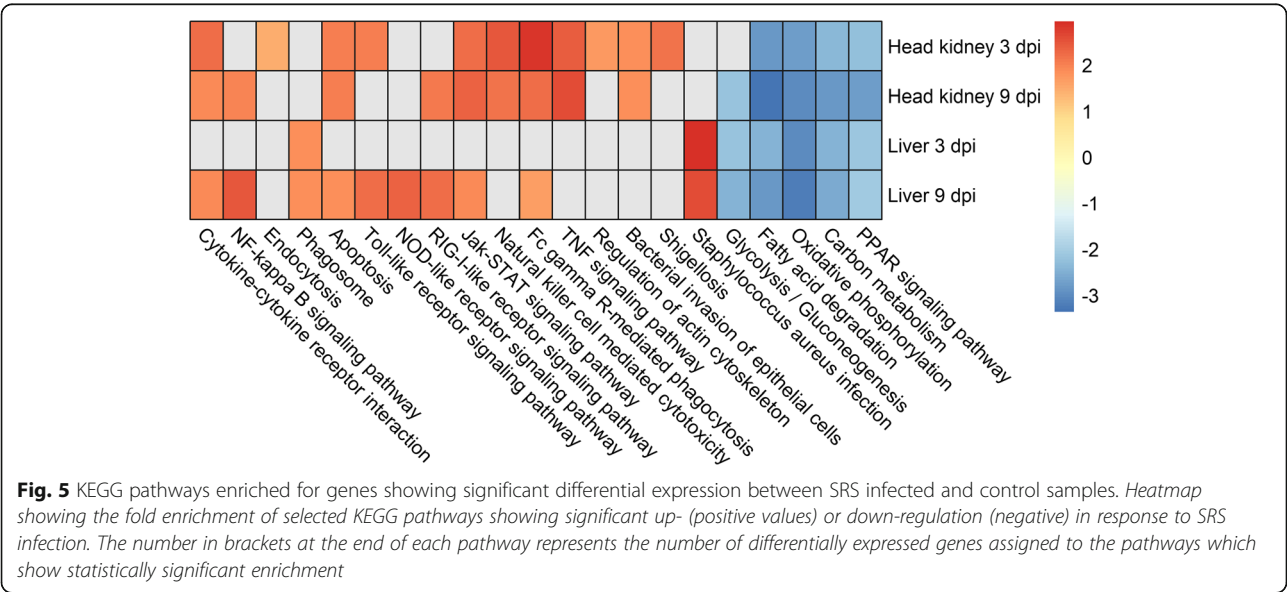 Head kidney 3 dpi
Head kidney 9 dpi
Liver 3 dpi
Liver 9 dpi
2
1
0
-1
-2
-3
Cytokine-cytokine receptor interaction
NF-kappa B signaling pathway
Endocytosis
Phagosome
Apoptosis
Toll-like receptor signaling pathway
NOD-like receptor signaling pathway
RIG-I-like receptor signaling pathway
Jak-STAT signaling pathway
Natural killer cell mediated cytotoxicity
Fc gamma R-mediated phagocytosis
TNF signaling pathway
Regulation of actin cytoskeleton
Bacterial invasion of epithelial cells
Shigellosis
Staphylococcus aureus infection
Glycolysis / Gluconeogenesis
Fatty acid degradation
Oxidative phosphorylation
Carbon metabolism
PPAR signaling pathway
Fig. 5 KEGG pathways enriched for genes showing significant differential expression between SRS infected and control samples. Heatmap
showing the fold enrichment of selected KEGG pathways showing significant up- (positive values) or down-regulation (negative) in response to SRS
infection. The number in brackets at the end of each pathway represents the number of differentially expressed genes assigned to the pathways which
show statistically significant enrichment